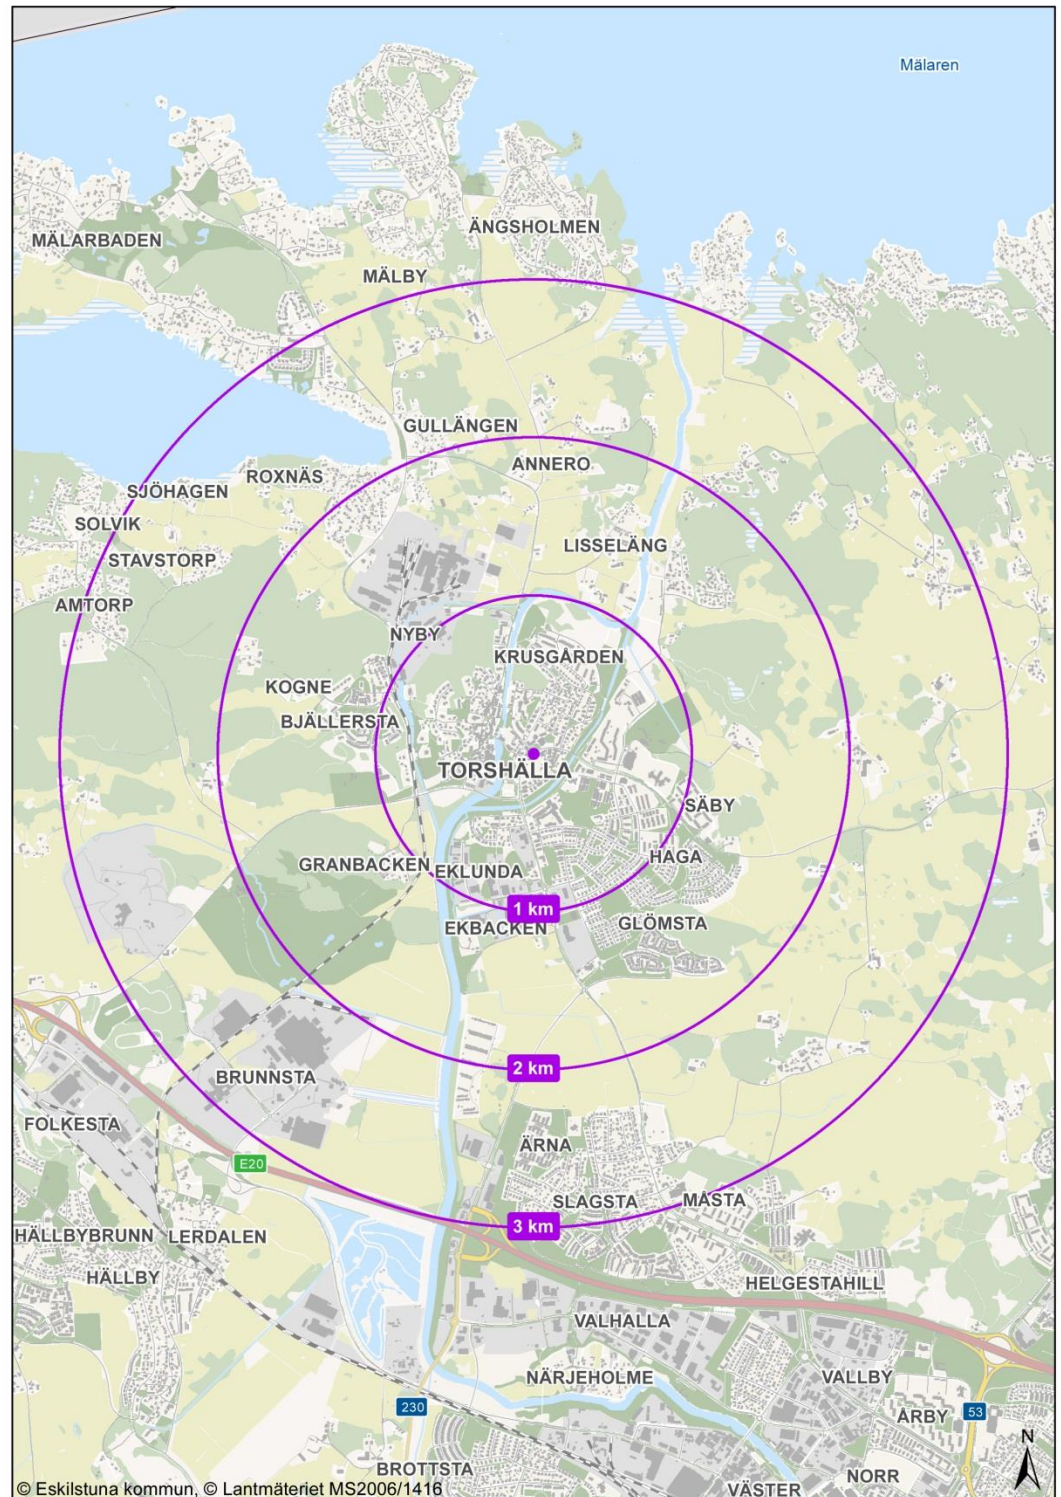 Mälaren
ÄNGSHOLMEN
MÄLARBADEN
MÄLBY
GULLÄNGEN
ANNERO
ROXNÄS
SJÖHAGEN
SOLVIK
LISSELÄNG
STAVSTORP
AMTORP
NYBY
KRUSGÅRDEN
KOGNE
BJÄLLERSTA
TORSHÄLLA
SÄBY
HAGA
GRANBACKEN
EKLUNDA
1 km
GLÖMSTA
EKBACKEN
2 km
BRUNNSTA
FOLKESTA
ÄRNA
E20
SLAGSTA
MÅSTA
3 km
HÄLLBYBRUNN
LERDALEN
HÄLLBY
HELGESTAHILL
VALHALLA
NÄRJEHOLME
VALLBY
230
ÅRBY
53
N
BROTTSTA
NORR
VÄSTER
© Eskilstuna kommun, © Lantmäteriet MS2006/1416